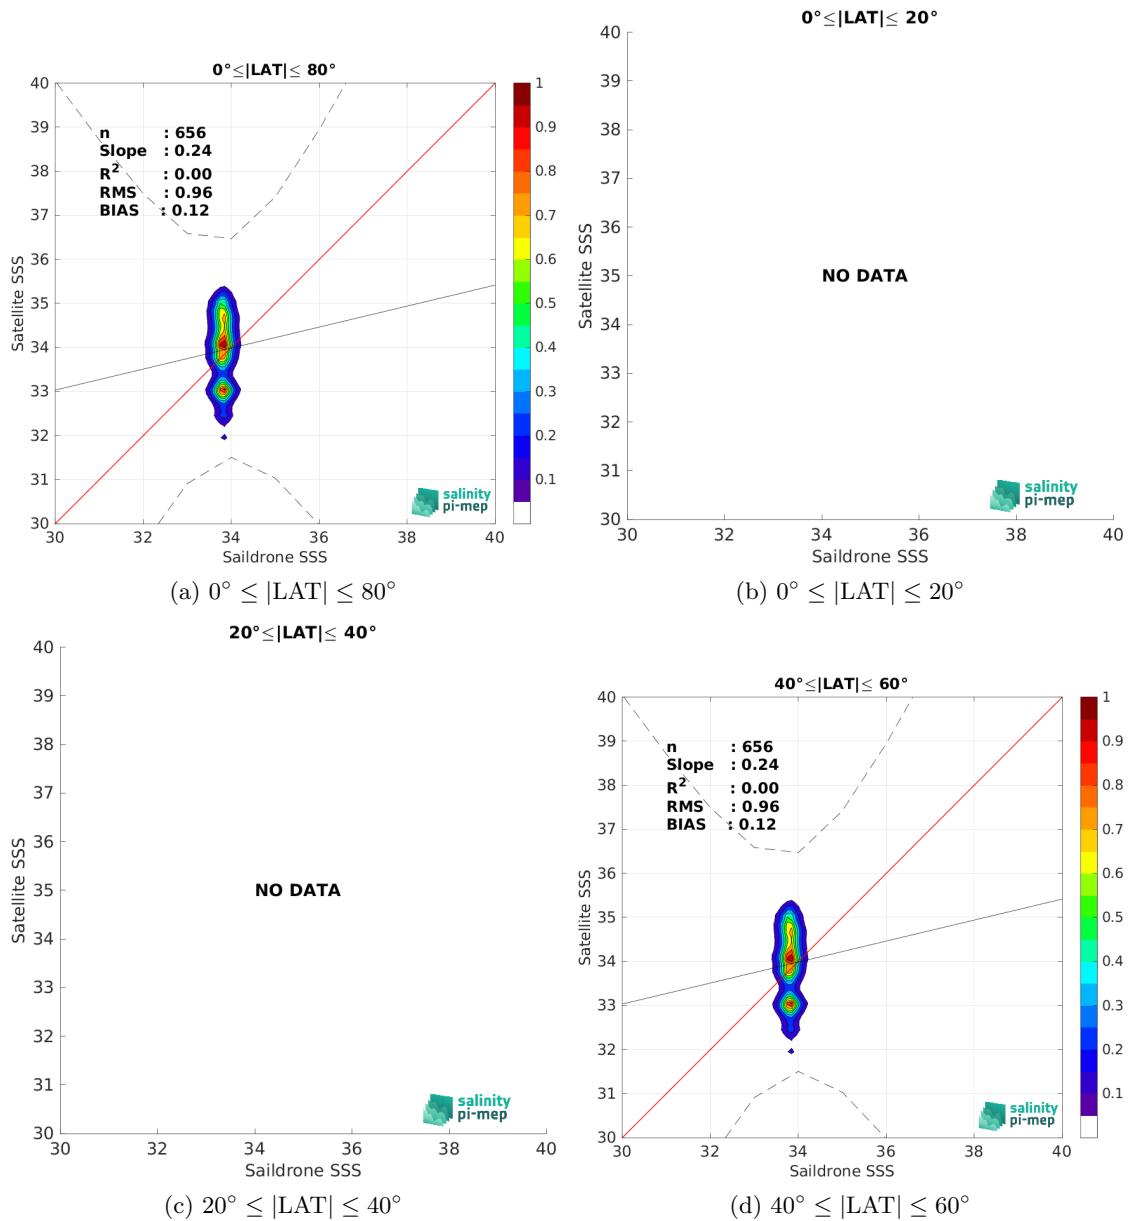 0°≤|LAT|≤ 80°
40
39
38
37
36
35
34
33
32
31
30
Satellite SSS
n : 656
Slope : 0.24
R² : 0.00
RMS : 0.96
BIAS : 0.12
30 32 34 36 38 40
Saildrone SSS
1
0.9
0.8
0.7
0.6
0.5
0.4
0.3
0.2
0.1
salinity
pi-mep
(a) 0° ≤ |LAT| ≤ 80°
0°≤|LAT|≤ 20°
40
39
38
37
36
35
34
33
32
31
30
Satellite SSS
NO DATA
30 32 34 36 38 40
Saildrone SSS
salinity
pi-mep
(b) 0° ≤ |LAT| ≤ 20°
20°≤|LAT|≤ 40°
40
39
38
37
36
35
34
33
32
31
30
Satellite SSS
NO DATA
30 32 34 36 38 40
Saildrone SSS
salinity
pi-mep
(c) 20° ≤ |LAT| ≤ 40°
40°≤|LAT|≤ 60°
40
39
38
37
36
35
34
33
32
31
30
Satellite SSS
n : 656
Slope : 0.24
R² : 0.00
RMS : 0.96
BIAS : 0.12
30 32 34 36 38 40
Saildrone SSS
1
0.9
0.8
0.7
0.6
0.5
0.4
0.3
0.2
0.1
salinity
pi-mep
(d) 40° ≤ |LAT| ≤ 60°